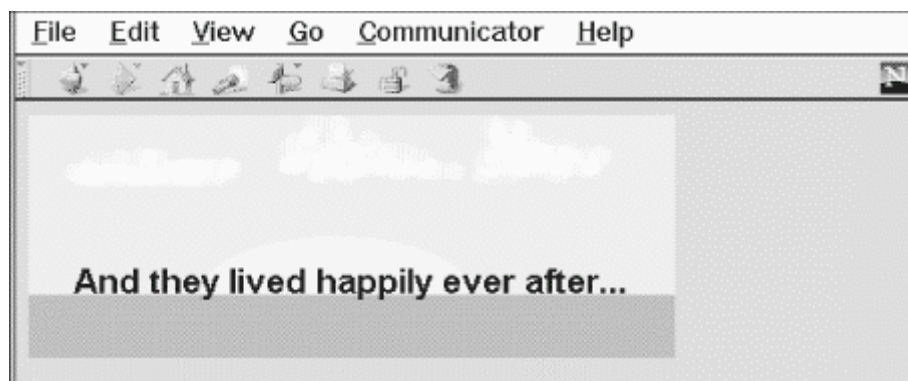 File Edit View Go Communicator Help
N
And they lived happily ever after...